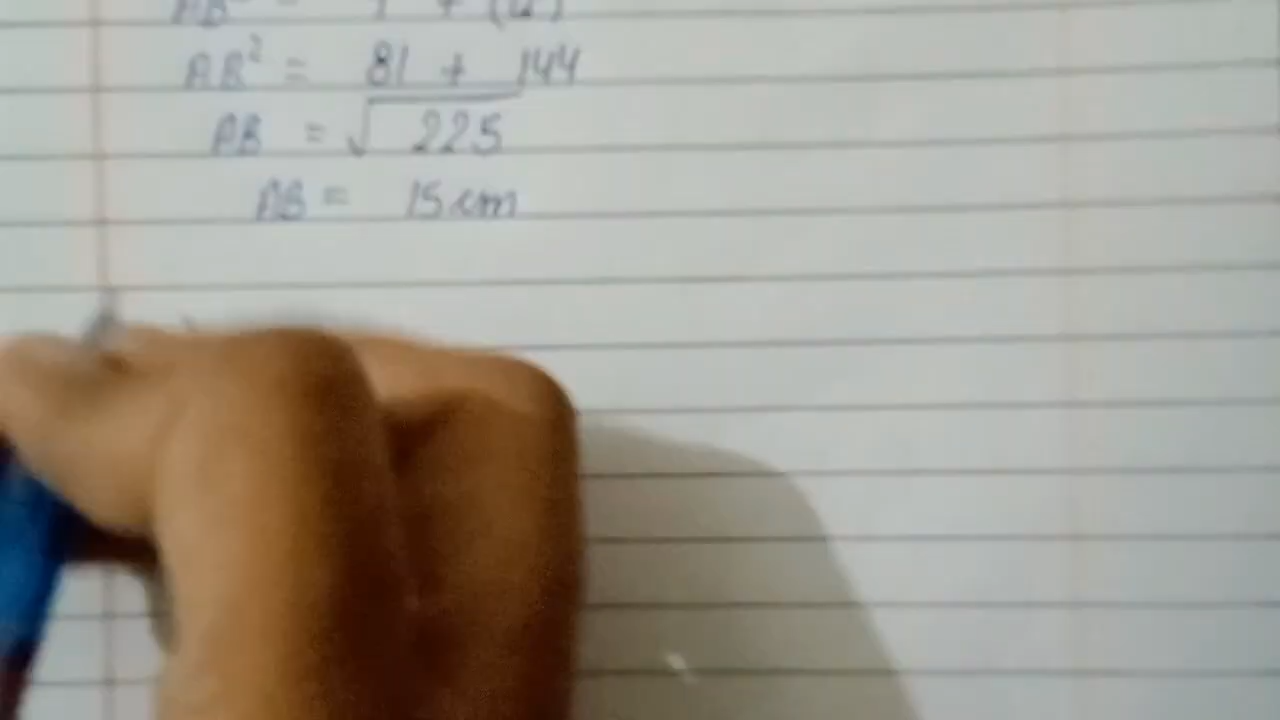 AB² = 81 + 144
AB = √225
AB = 15 cm